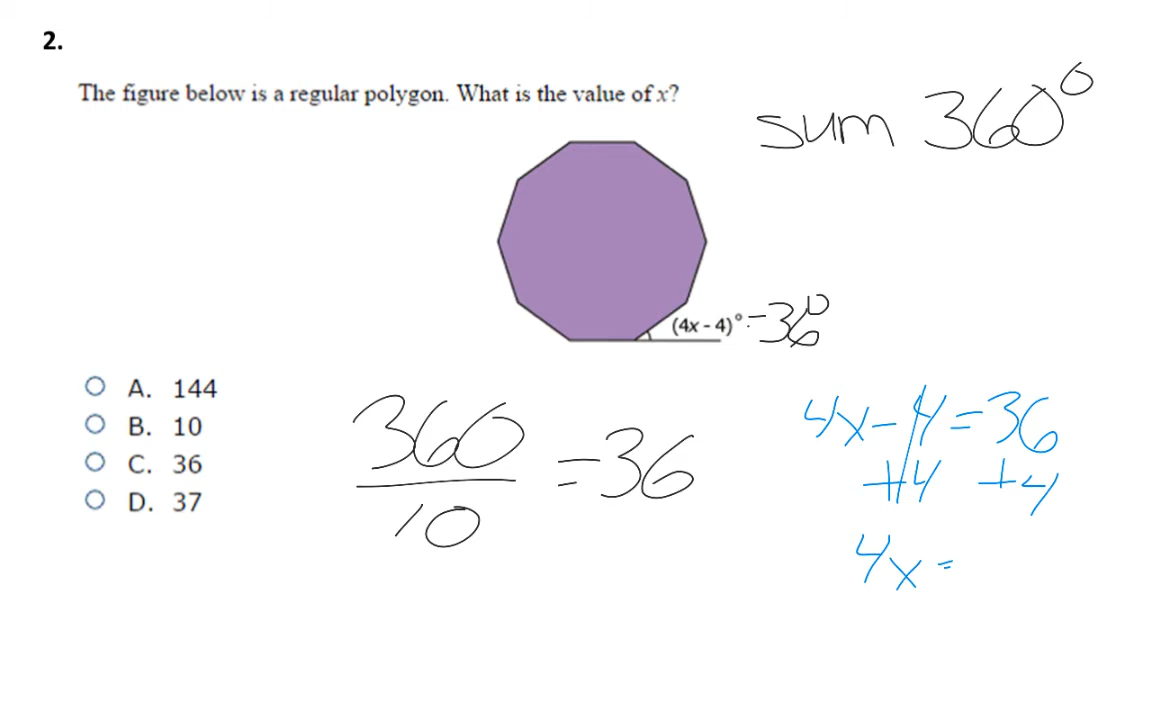 2.
The figure below is a regular polygon. What is the value of x?
sum 360°
(4x - 4)° = 36°
A. 144
B. 10
C. 36
D. 37
360
10
= 36
4x - 4 = 36
+4 +4
4x =